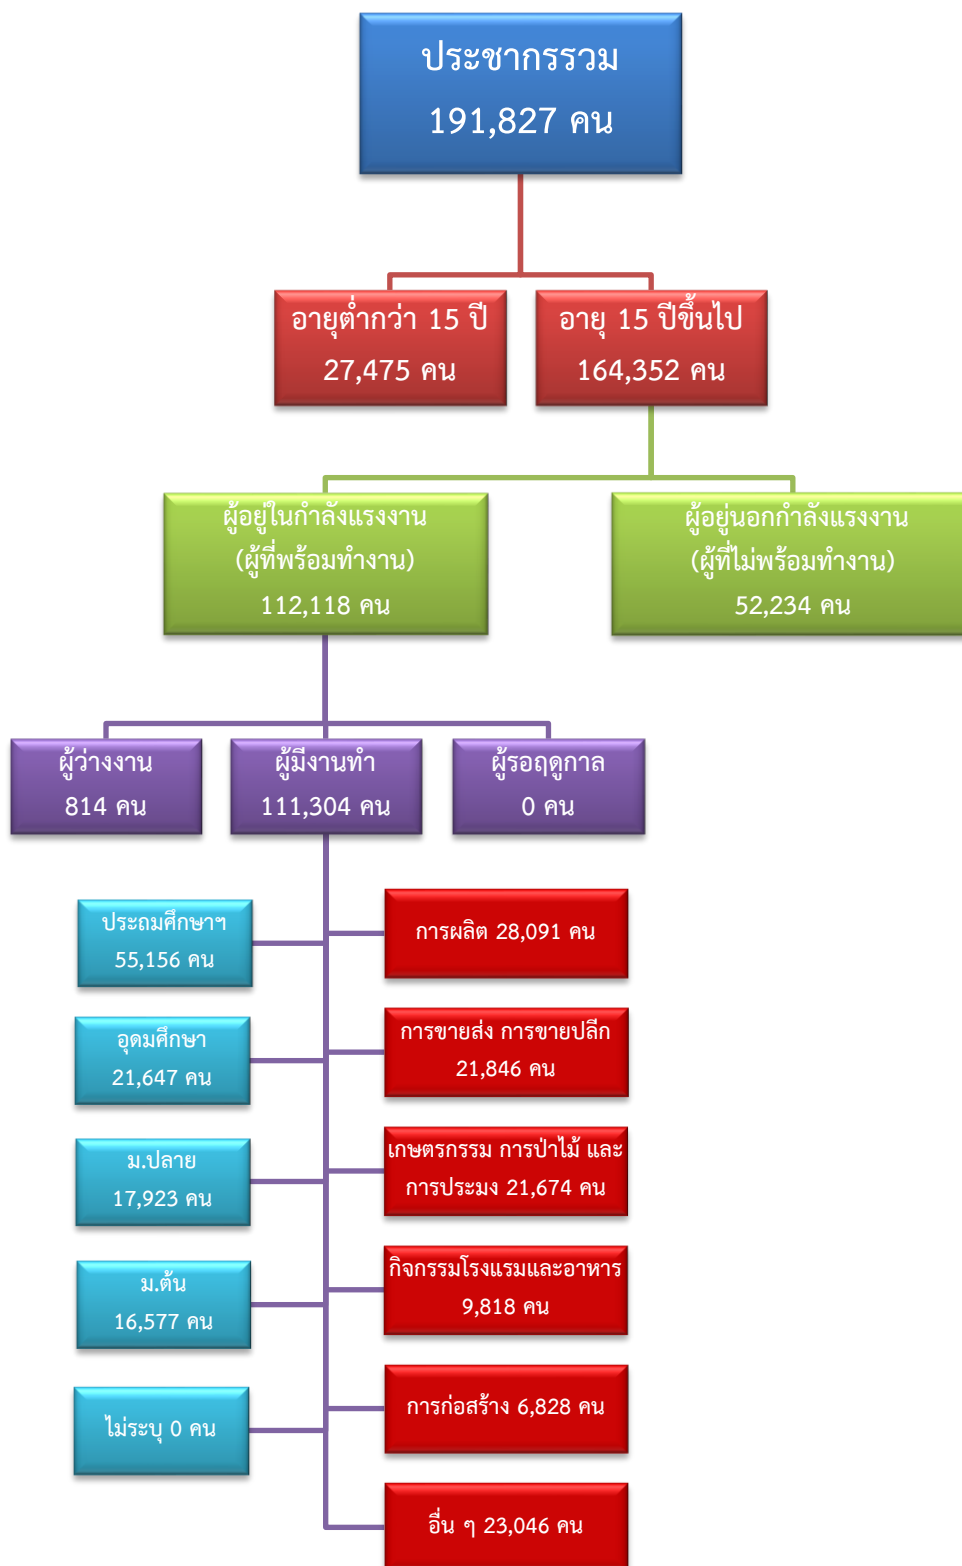 ประชากรรวม
191,827 คน
อายุต่ำกว่า 15 ปี
27,475 คน
อายุ 15 ปีขึ้นไป
164,352 คน
ผู้อยู่ในกำลังแรงงาน
(ผู้ที่พร้อมทำงาน)
112,118 คน
ผู้อยู่นอกกำลังแรงงาน
(ผู้ที่ไม่พร้อมทำงาน)
52,234 คน
ผู้ว่างงาน
814 คน
ผู้มีงานทำ
111,304 คน
ผู้รอฤดูกาล
0 คน
ประถมศึกษาฯ
55,156 คน
อุดมศึกษา
21,647 คน
ม.ปลาย
17,923 คน
ม.ต้น
16,577 คน
ไม่ระบุ 0 คน
การผลิต 28,091 คน
การขายส่ง การขายปลีก
21,846 คน
เกษตรกรรม การป่าไม้ และ
การประมง 21,674 คน
กิจกรรมโรงแรมและอาหาร
9,818 คน
การก่อสร้าง 6,828 คน
อื่น ๆ 23,046 คน